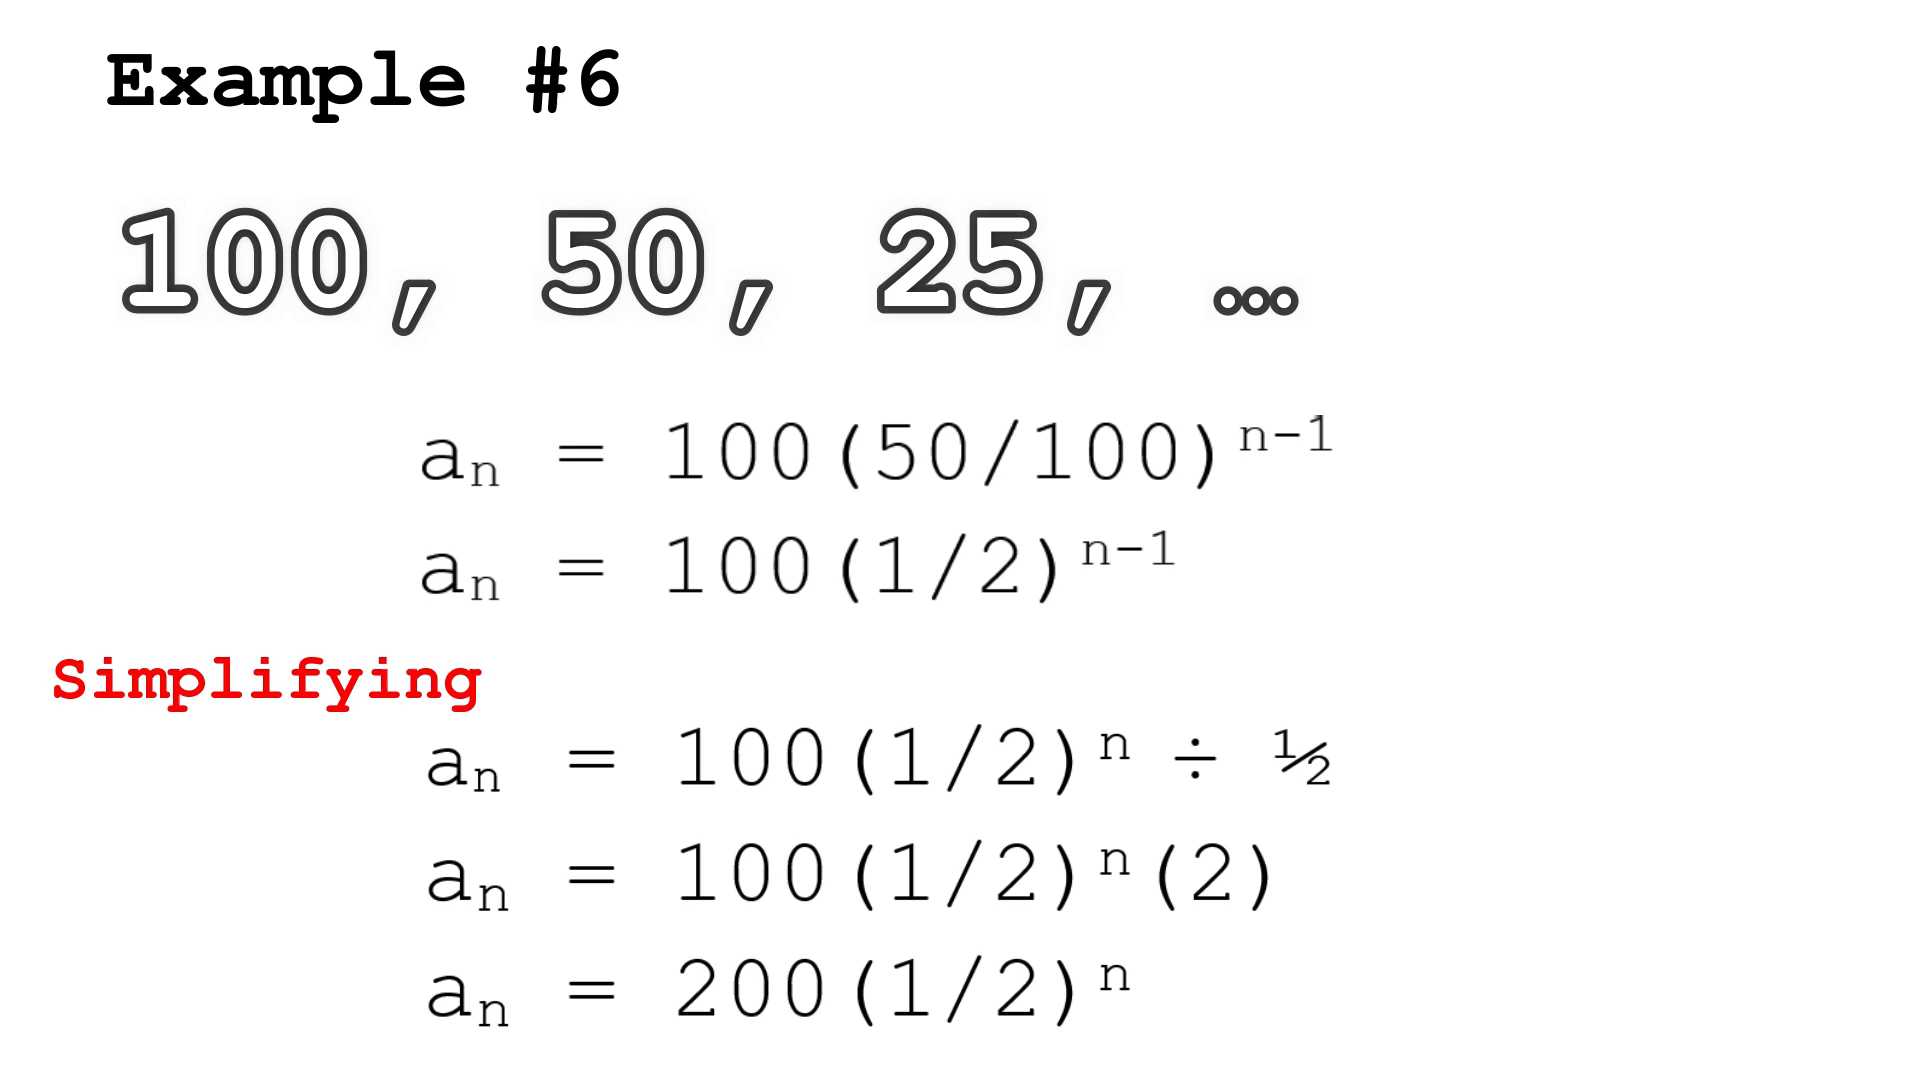 Example #6
100, 50, 25, …
aₙ = 100(50/100)ⁿ⁻¹
aₙ = 100(1/2)ⁿ⁻¹
Simplifying
aₙ = 100(1/2)ⁿ ÷ ½
aₙ = 100(1/2)ⁿ(2)
aₙ = 200(1/2)ⁿ